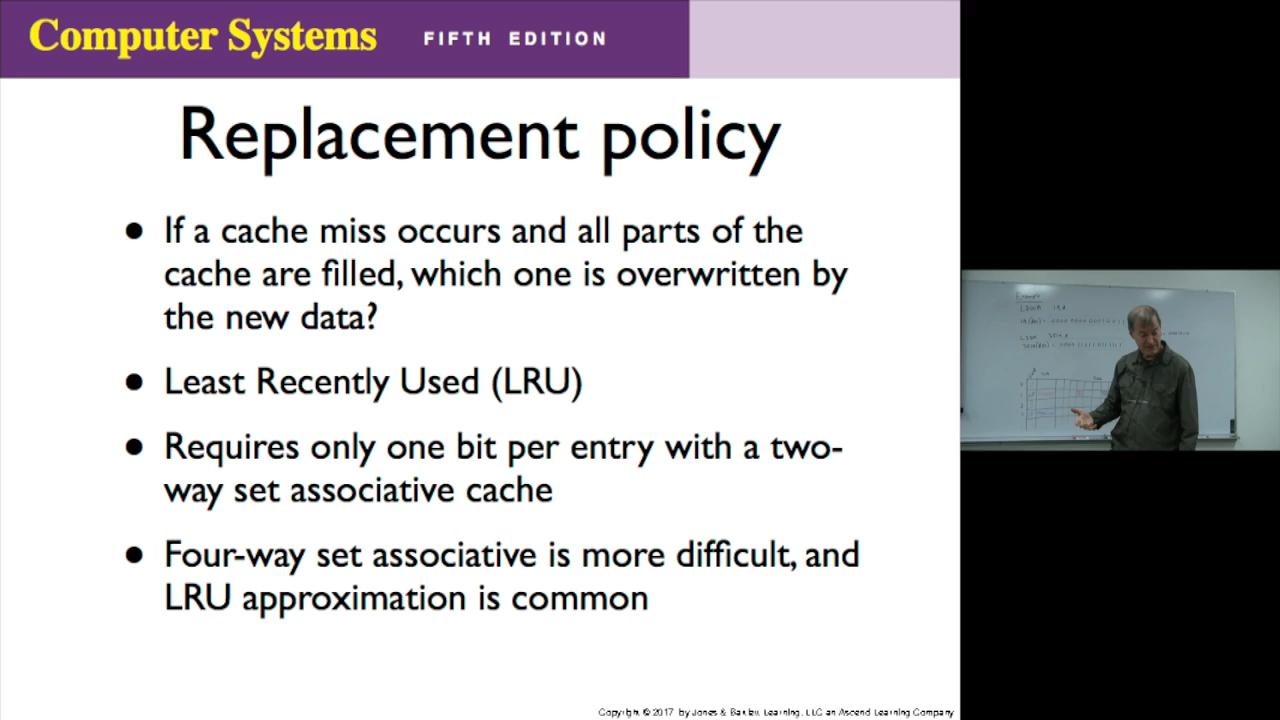 Computer Systems FIFTH EDITION
Replacement policy
• If a cache miss occurs and all parts of the
cache are filled, which one is overwritten by
the new data?
• Least Recently Used (LRU)
• Requires only one bit per entry with a two-
way set associative cache
• Four-way set associative is more difficult, and
LRU approximation is common
Copyright © 2017 by Jones & Bartlett Learning, LLC an Ascend Learning Company
Example